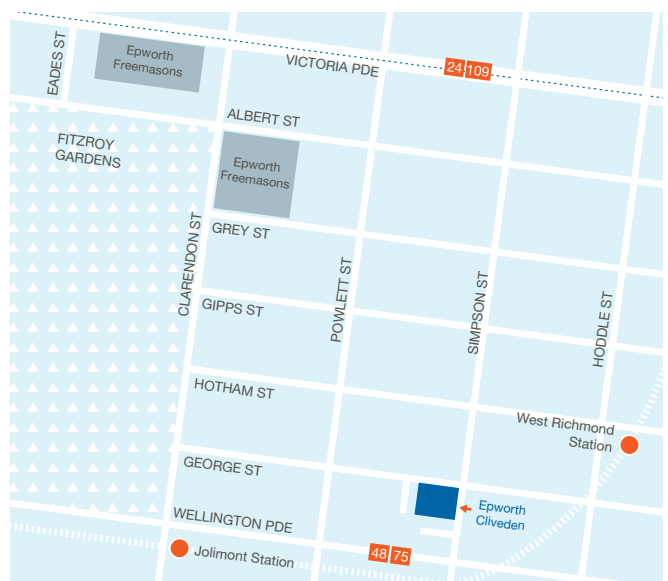 EADES ST
Epworth
Freemasons
VICTORIA PDE
24 109
ALBERT ST
FITZROY
GARDENS
Epworth
Freemasons
CLARENDON ST
GREY ST
POWLETT ST
SIMPSON ST
HODDLE ST
GIPPS ST
HOTHAM ST
West Richmond
Station
GEORGE ST
Epworth
Cliveden
WELLINGTON PDE
48 75
Jolimont Station